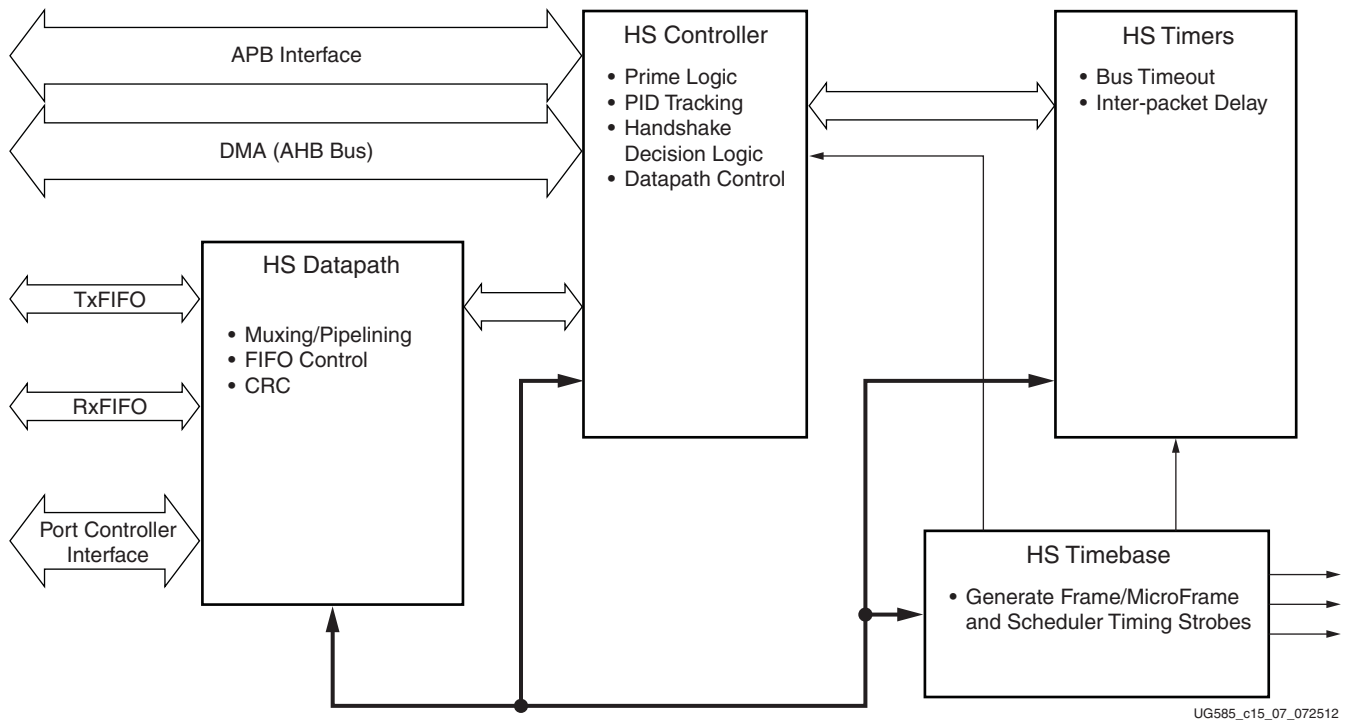 APB Interface
DMA (AHB Bus)
HS Controller
• Prime Logic
• PID Tracking
• Handshake
Decision Logic
• Datapath Control
HS Timers
• Bus Timeout
• Inter-packet Delay
HS Datapath
• Muxing/Pipelining
• FIFO Control
• CRC
TxFIFO
RxFIFO
Port Controller
Interface
HS Timebase
• Generate Frame/MicroFrame
and Scheduler Timing Strobes
UG585_c15_07_072512